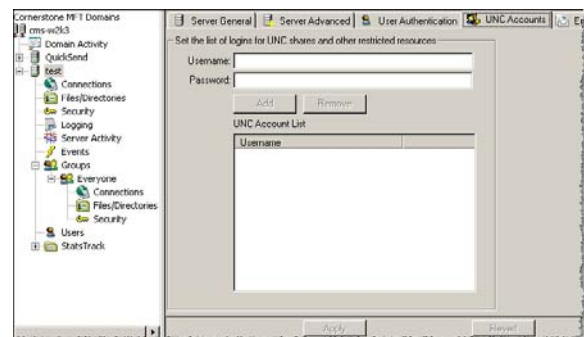 Cornerstone MFT Domains
cms-w2k3
Domain Activity
QuickSend
test
Connections
Files/Directories
Security
Logging
Server Activity
Events
Groups
Everyone
Connections
Files/Directories
Security
Users
StatsTrack
Server General
Server Advanced
User Authentication
UNC Accounts
Set the list of logins for UNC shares and other restricted resources
Username:
Password:
Add
Remove
UNC Account List
Username
Apply
Revert